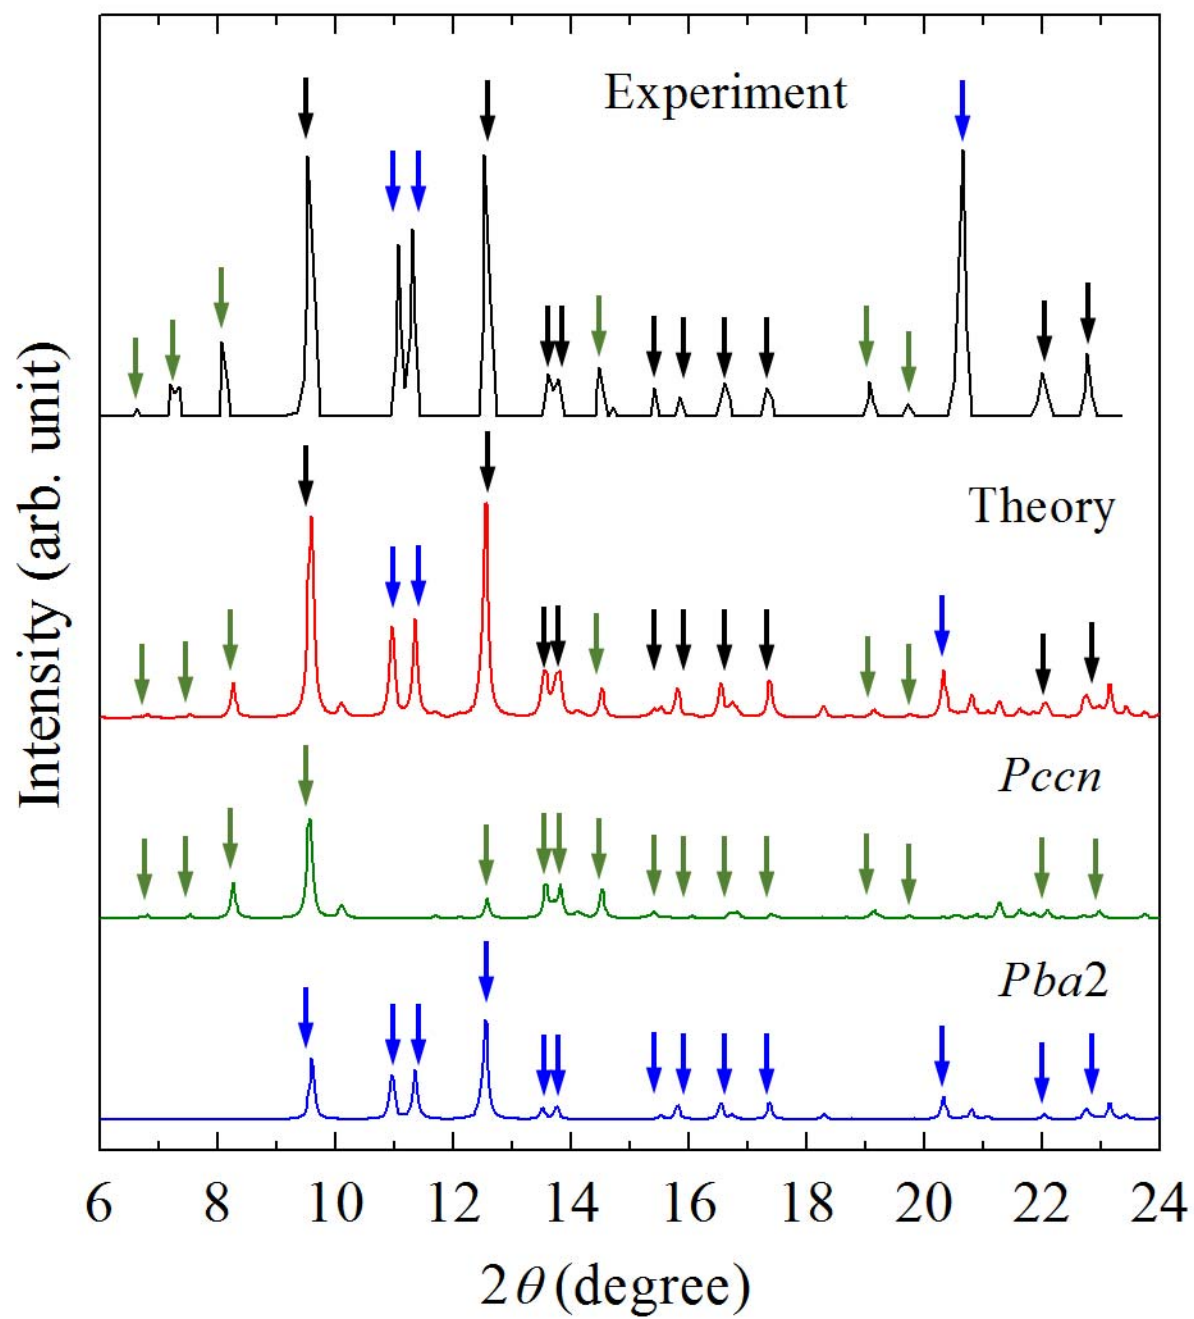 Experiment
Theory
Pccn
Pba2
Intensity (arb. unit)
6 8 10 12 14 16 18 20 22 24
2θ (degree)